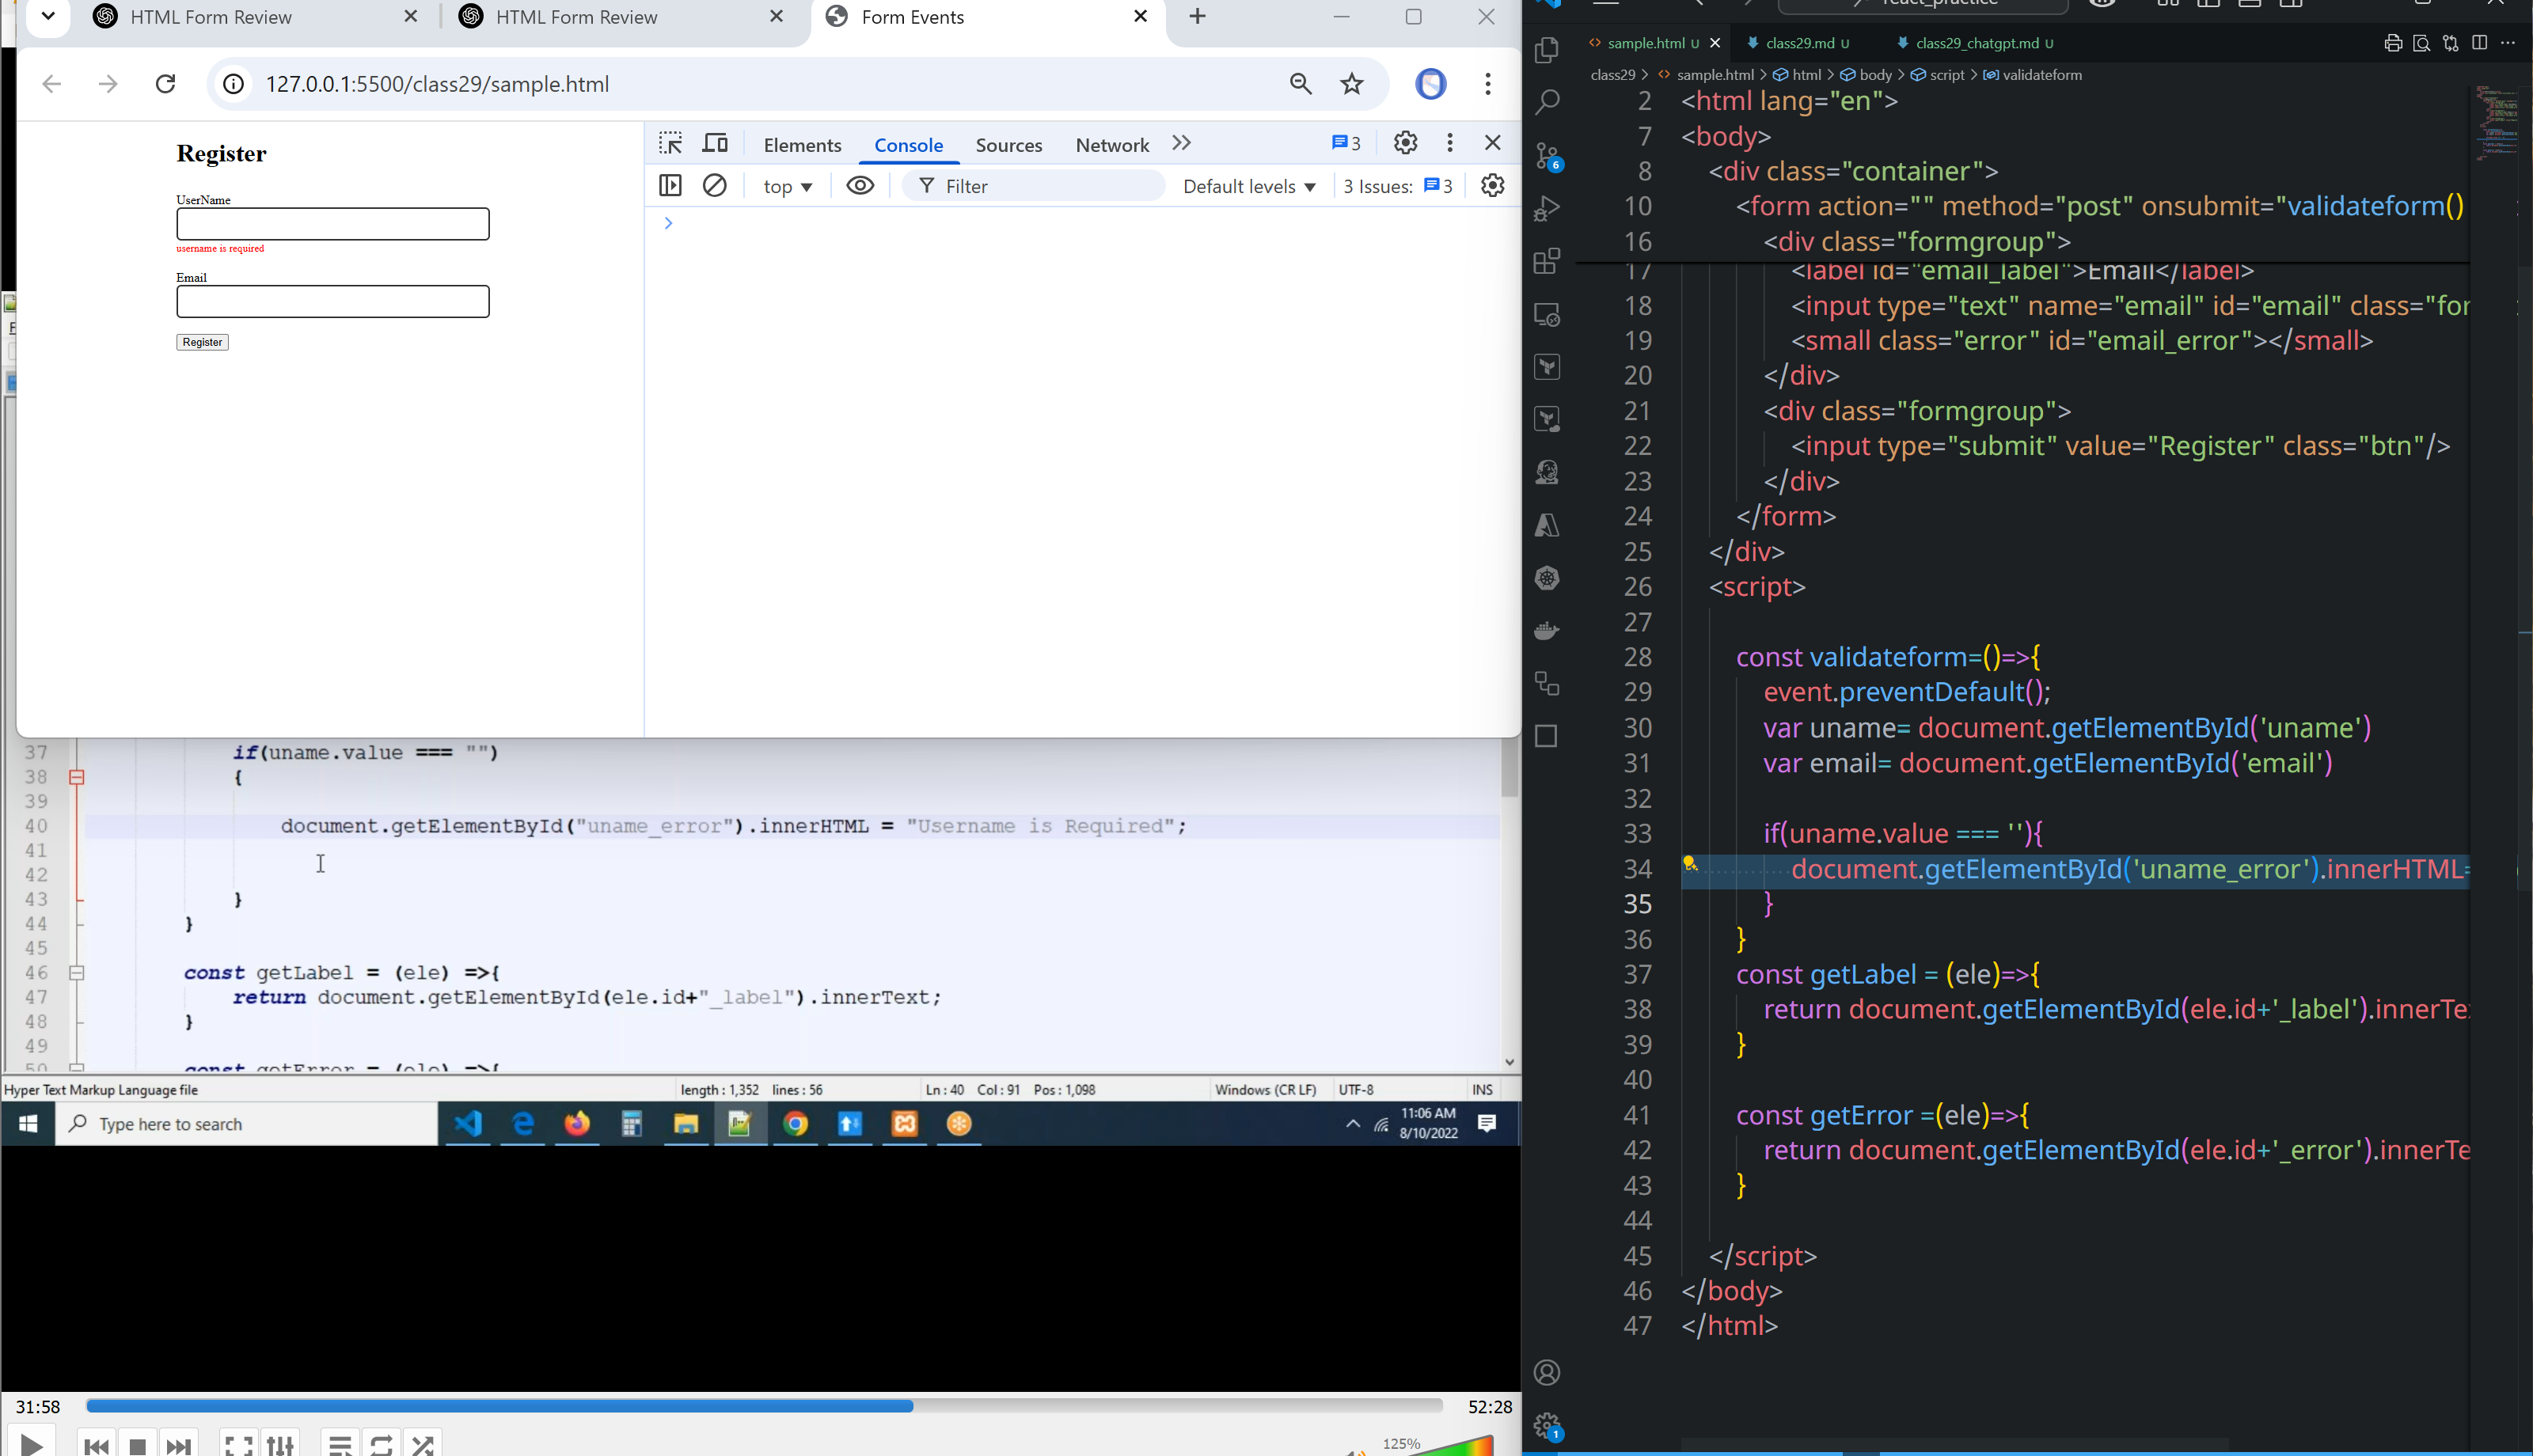 HTML Form Review
HTML Form Review
Form Events
127.0.0.1:5500/class29/sample.html
Register
UserName
username is required
Email
Register
Elements
Console
Sources
Network
3
top
Filter
Default levels
3 Issues:
3
37 if(uname.value === "")
38 {
39
40 document.getElementById("uname_error").innerHTML = "Username is Required";
41
42
43 }
44 }
45
46 const getLabel = (ele) =>{
47 return document.getElementById(ele.id+"_label").innerText;
48 }
49
50 const getError = (ele) =>{
Hyper Text Markup Language file
length : 1,352 lines : 56
Ln : 40 Col : 91 Pos : 1,098
Windows (CR LF)
UTF-8
INS
Type here to search
11:06 AM
8/10/2022
31:58
52:28
125%
react_practice
sample.html U
class29.md U
class29_chatgpt.md U
class29 > sample.html > html > body > script > validateform
6
1
2 <html lang="en">
7 <body>
8 <div class="container">
10 <form action="" method="post" onsubmit="validateform()
16 <div class="formgroup">
17 <label id="email_label">Email</label>
18 <input type="text" name="email" id="email" class="for
19 <small class="error" id="email_error"></small>
20 </div>
21 <div class="formgroup">
22 <input type="submit" value="Register" class="btn"/>
23 </div>
24 </form>
25 </div>
26 <script>
27
28 const validateform=()=>{
29 event.preventDefault();
30 var uname= document.getElementById('uname')
31 var email= document.getElementById('email')
32
33 if(uname.value === ''){
34 document.getElementById('uname_error').innerHTML=
35 }
36 }
37 const getLabel = (ele)=>{
38 return document.getElementById(ele.id+'_label').innerTe
39 }
40
41 const getError =(ele)=>{
42 return document.getElementById(ele.id+'_error').innerTe
43 }
44
45 </script>
46 </body>
47 </html>